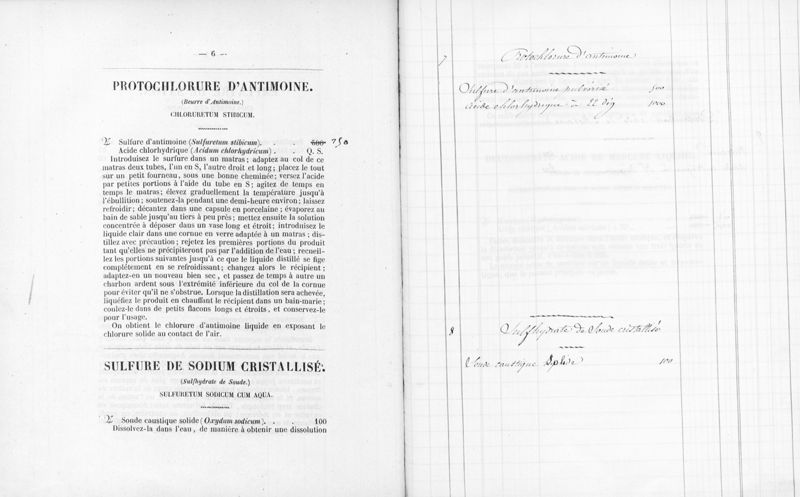 — 6 —
PROTOCHLORURE D'ANTIMOINE.
(Beurre d'Antimoine.)
CHLORURETUM STIBICUM.
Sulfure d'antimoine (Sulfuretum stibicum). . . 500 750
Acide chlorhydrique (Acidum chlorhydricum) . . Q. S.
Introduisez le surfure dans un matras; adaptez au col de ce
matras deux tubes, l'un en S, l'autre droit et long; placez le tout
sur un petit fourneau, sous une bonne cheminée; versez l'acide
par petites portions à l'aide du tube en S; agitez de temps en
temps le matras; élevez graduellement la température jusqu'à
l'ébullition; soutenez-la pendant une demi-heure environ; laissez
refroidir; décantez dans une capsule en porcelaine; évaporez au
bain de sable jusqu'au tiers à peu près; mettez ensuite la solution
concentrée à déposer dans un vase long et étroit; introduisez le
liquide clair dans une cornue en verre adaptée à un matras; dis-
tillez avec précaution; rejetez les premières portions du produit
tant qu'elles ne précipiteront pas par l'addition de l'eau; recueil-
lez les portions suivantes jusqu'à ce que le liquide distillé se fige
complétement en se refroidissant; changez alors le récipient;
adaptez-en un nouveau bien sec, et passez de temps à autre un
charbon ardent sous l'extrémité inférieure du col de la cornue
pour éviter qu'il ne s'obstrue. Lorsque la distillation sera achevée,
liquéfiez le produit en chauffant le récipient dans un bain-marie;
coulez-le dans de petits flacons longs et étroits, et conservez-le
pour l'usage.
On obtient le chlorure d'antimoine liquide en exposant le
chlorure solide au contact de l'air.
SULFURE DE SODIUM CRISTALLISÉ.
(Sulfhydrate de Soude.)
SULFURETUM SODICUM CUM AQUA.
Soude caustique solide (Oxydum sodicum). . . 100
Dissolvez-la dans l'eau, de manière à obtenir une dissolution
7 Protochlorure d'antimoine
Sulfure d'antimoine pulvérisé 500
Acide chlorhydrique à 22 dég 1000
8 Sulfhydrate de Soude cristallisé
Soude caustique solide 100